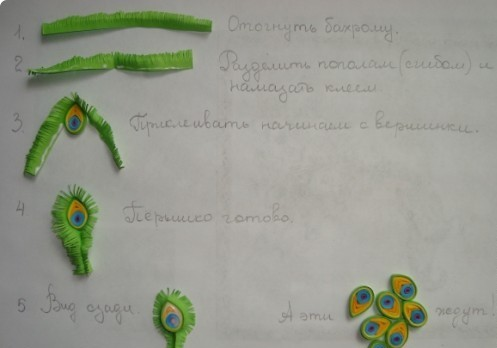 1. Отогнуть бахрому.
2. Разделить пополам (сгибом) и
намазать клеем
3. Приклеивать начинаем с вершинки.
4 Перышко готово.
5 Вид сзади. А эти ждут!